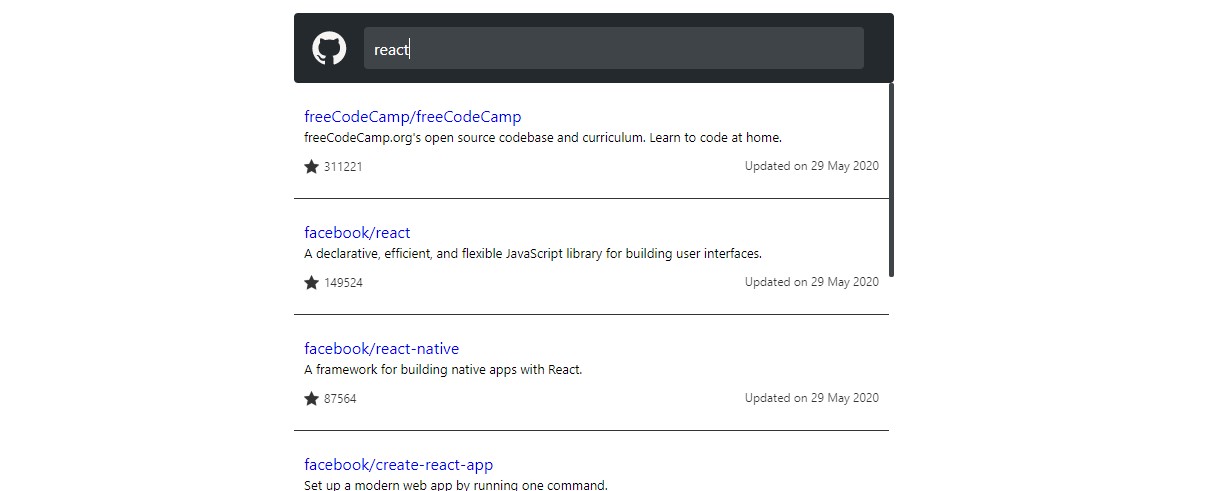 react
freeCodeCamp/freeCodeCamp
freeCodeCamp.org's open source codebase and curriculum. Learn to code at home.
311221 Updated on 29 May 2020
facebook/react
A declarative, efficient, and flexible JavaScript library for building user interfaces.
149524 Updated on 29 May 2020
facebook/react-native
A framework for building native apps with React.
87564 Updated on 29 May 2020
facebook/create-react-app
Set up a modern web app by running one command.